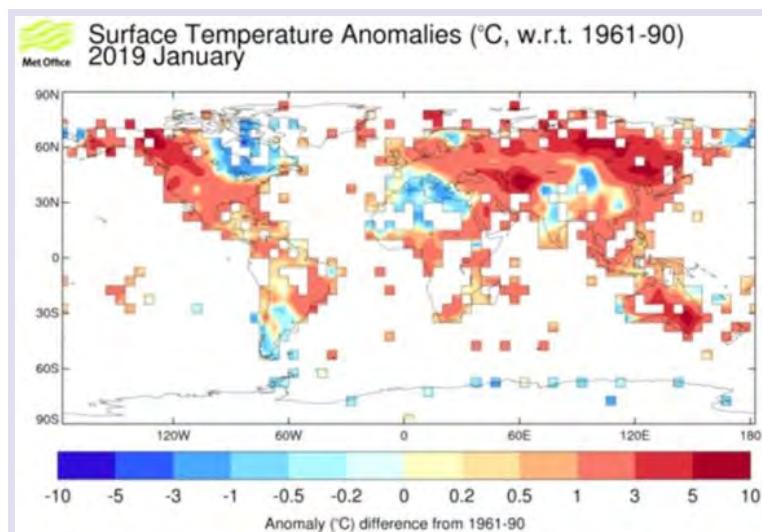 Met Office
Surface Temperature Anomalies (°C, w.r.t. 1961-90)
2019 January
90N
60N
30N
0
30S
60S
90S
120W 60W 0 60E 120E 180
-10 -5 -3 -1 -0.5 -0.2 0 0.2 0.5 1 3 5 10
Anomaly (°C) difference from 1961-90